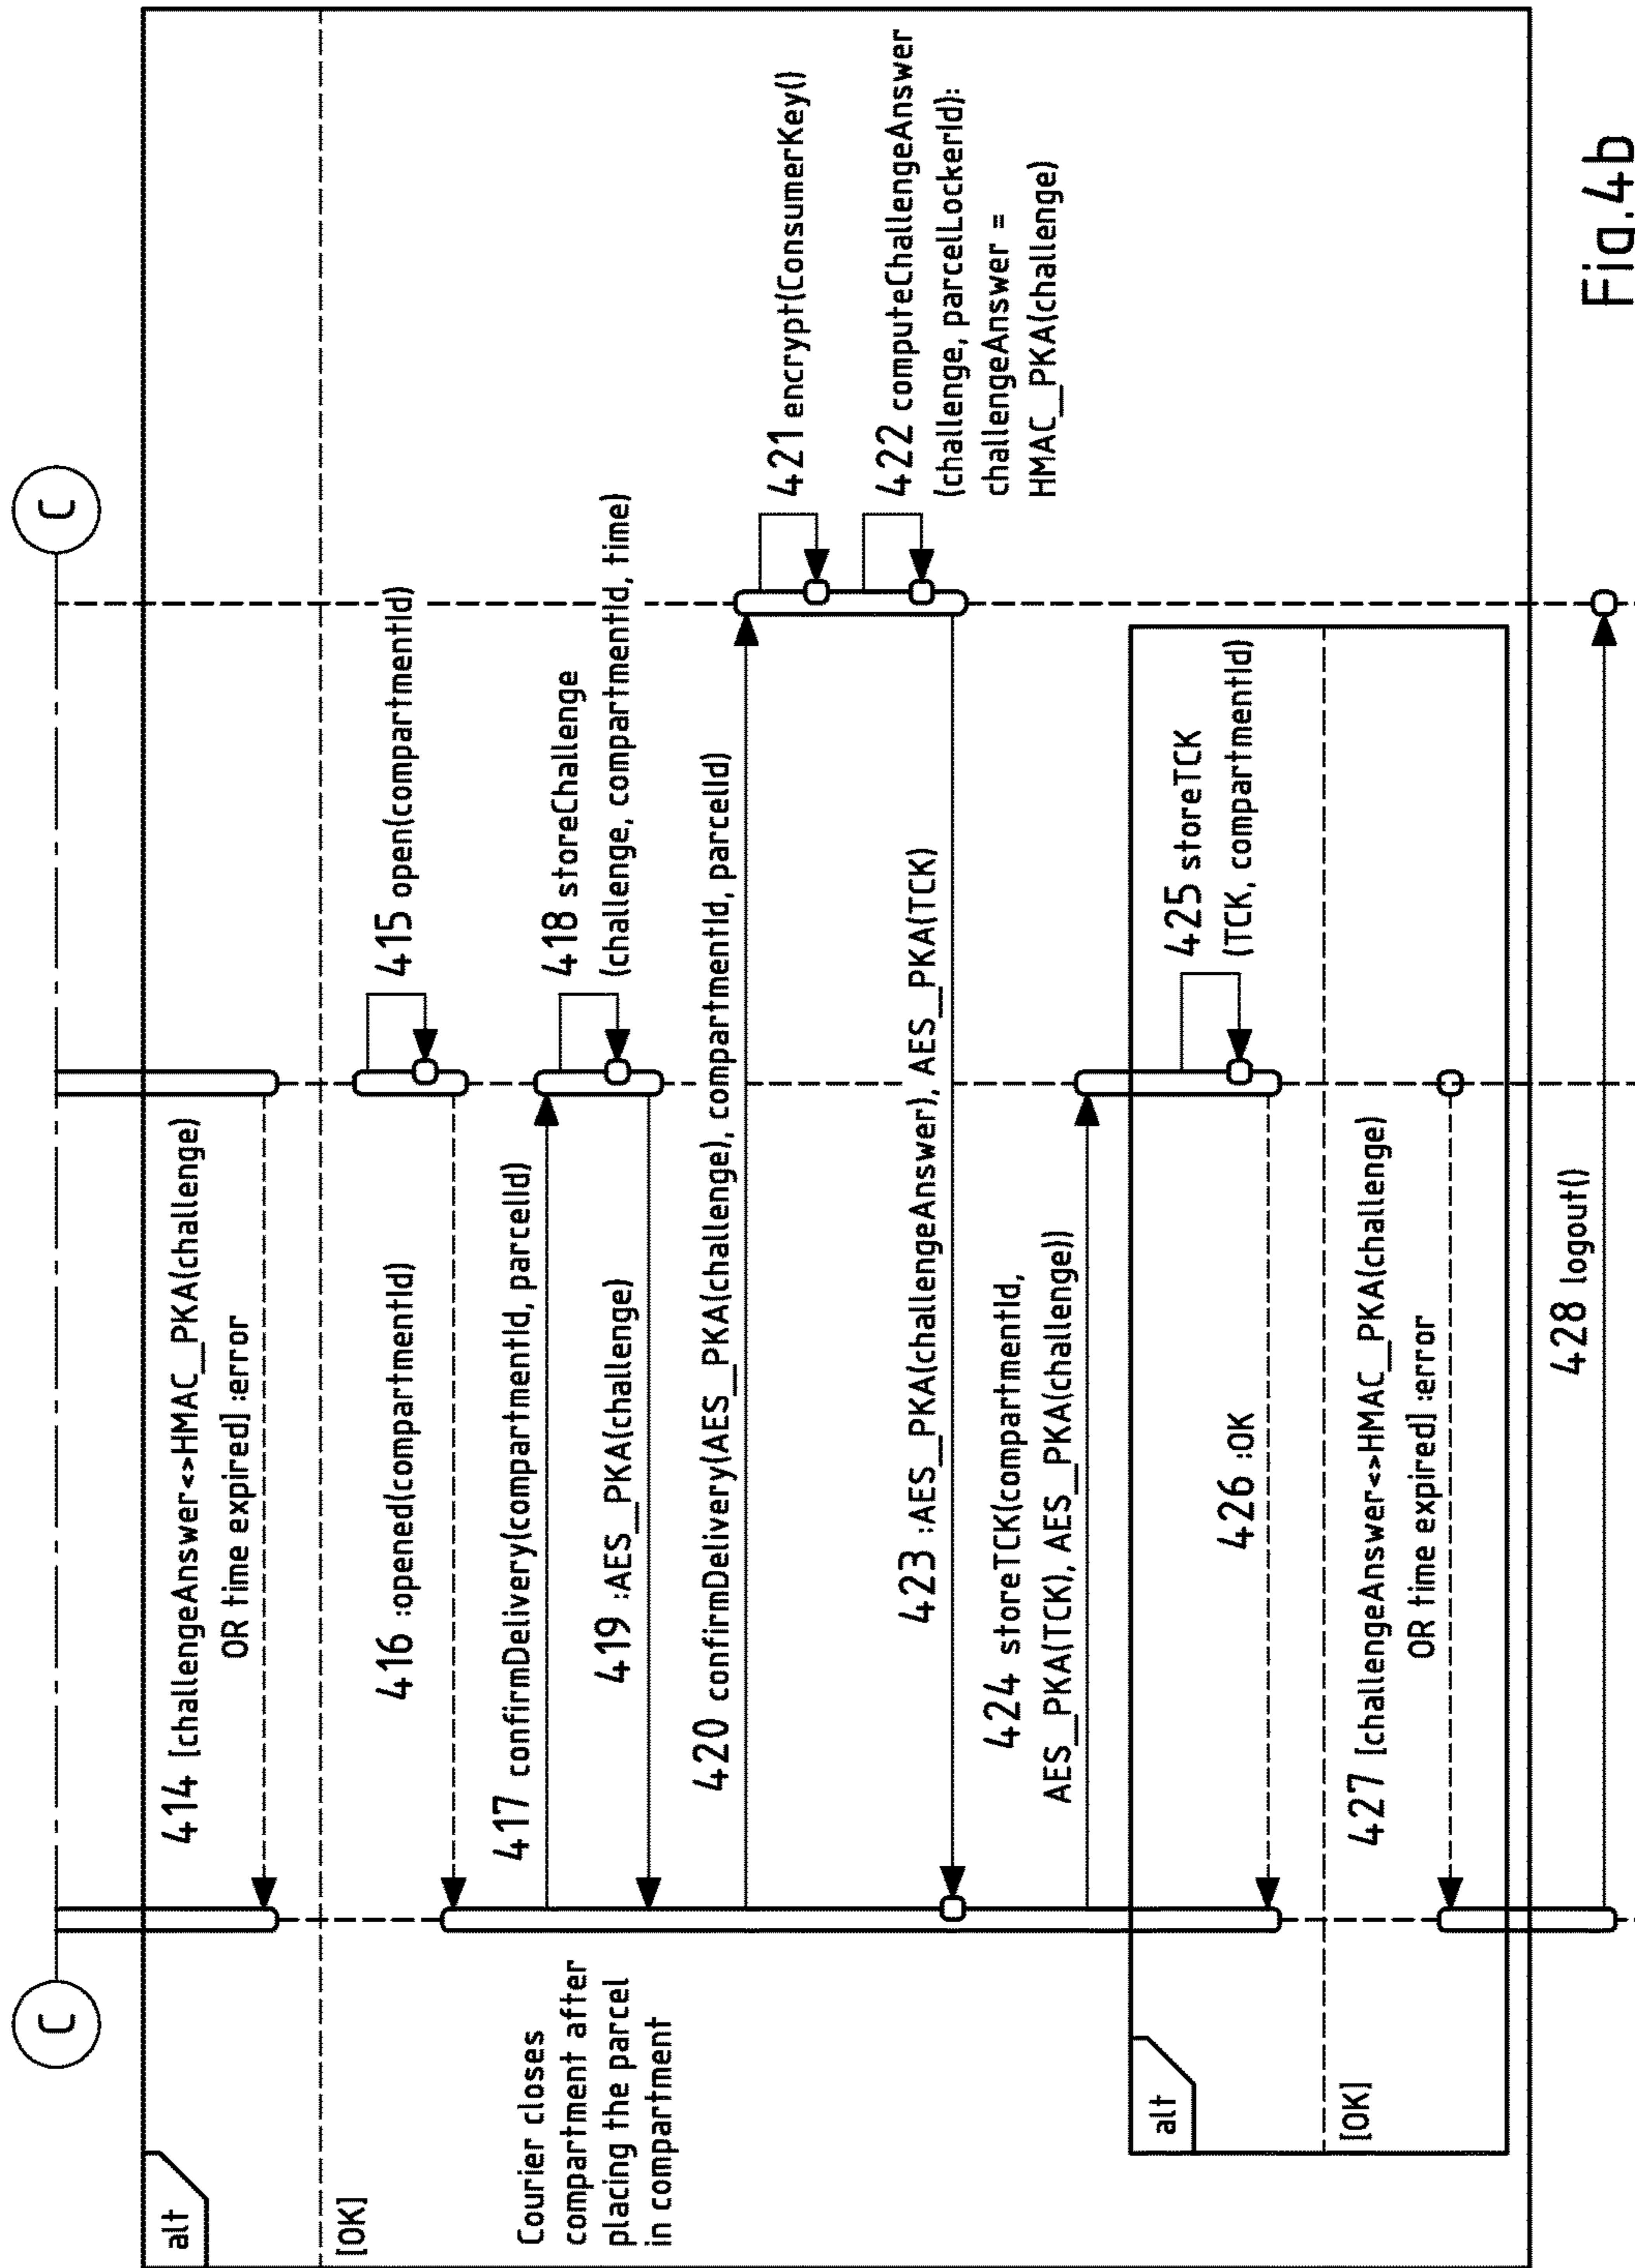 C
C
alt
414 [challengeAnswer<>HMAC_PKA(challenge)
OR time expired] :error
[OK]
415 open(compartmentId)
416 :opened(compartmentId)
Courier closes
compartment after
placing the parcel
in compartment
417 confirmDelivery(compartmentId, parcelId)
418 storeChallenge
(challenge, compartmentId, time)
419 :AES_PKA(challenge)
420 confirmDelivery(AES_PKA(challenge), compartmentId, parcelId)
421 encrypt(ConsumerKey()
422 computeChallengeAnswer
(challenge, parcelLockerId):
challengeAnswer =
HMAC_PKA(challenge)
423 :AES_PKA(challengeAnswer), AES_PKA(TCK)
424 storeTCK(compartmentId,
AES_PKA(TCK), AES_PKA(challenge))
alt
425 storeTCK
(TCK, compartmentId)
426 :OK
[OK]
427 [challengeAnswer<>HMAC_PKA(challenge)
OR time expired] :error
428 logout()
Fig.4b